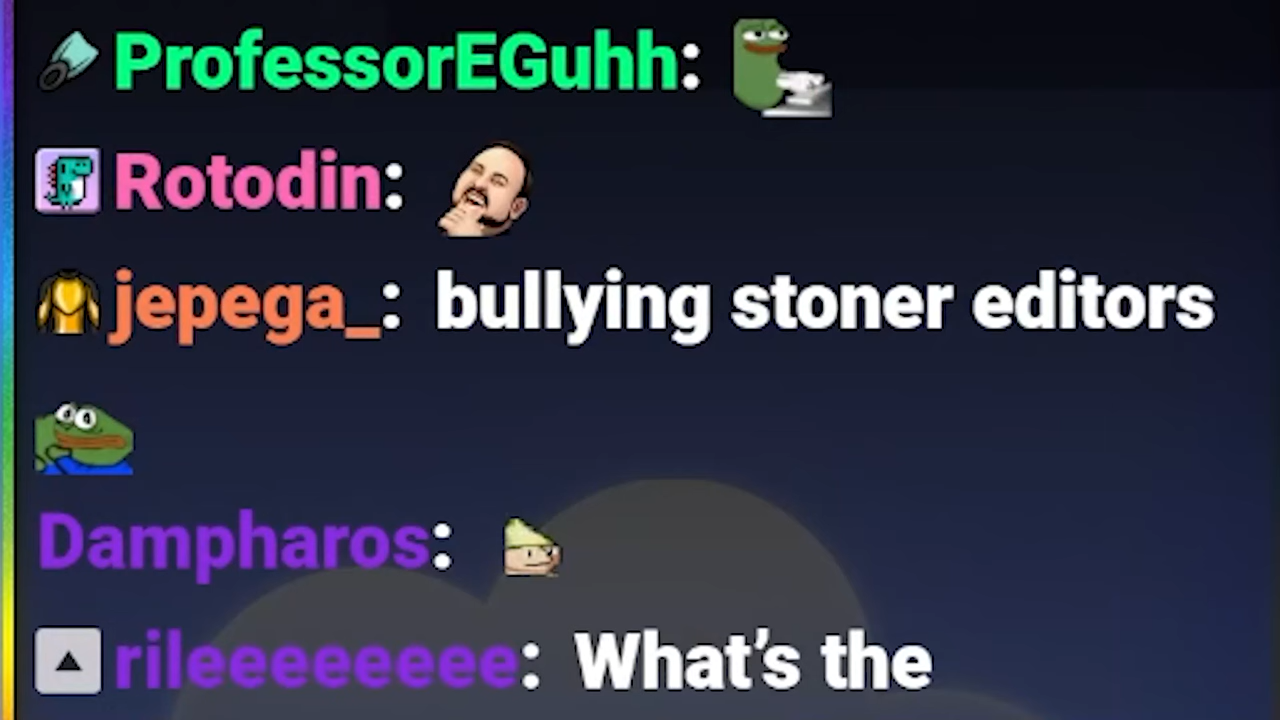 ProfessorEGuhh:
Rotodin:
jepega_: bullying stoner editors
Dampharos:
rileeeeeeee: What's the